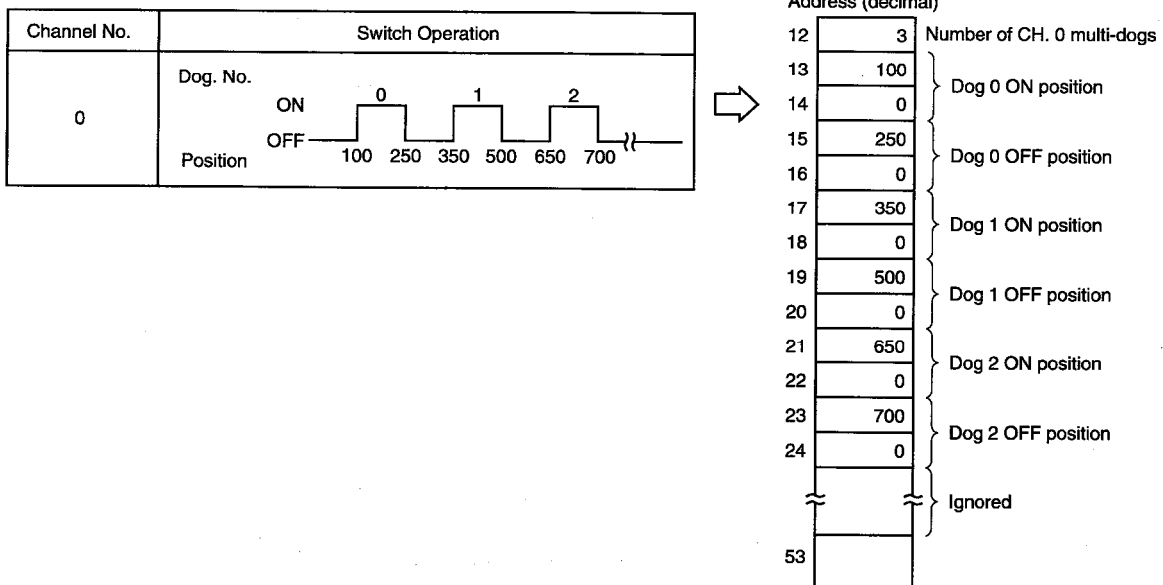 Channel No.
Switch Operation
0
Dog. No.
0 1 2
ON
OFF
100 250 350 500 650 700
Position
Address (decimal)
12 3 Number of CH. 0 multi-dogs
13 100
Dog 0 ON position
14 0
15 250
Dog 0 OFF position
16 0
17 350
Dog 1 ON position
18 0
19 500
Dog 1 OFF position
20 0
21 650
Dog 2 ON position
22 0
23 700
Dog 2 OFF position
24 0
Ignored
53